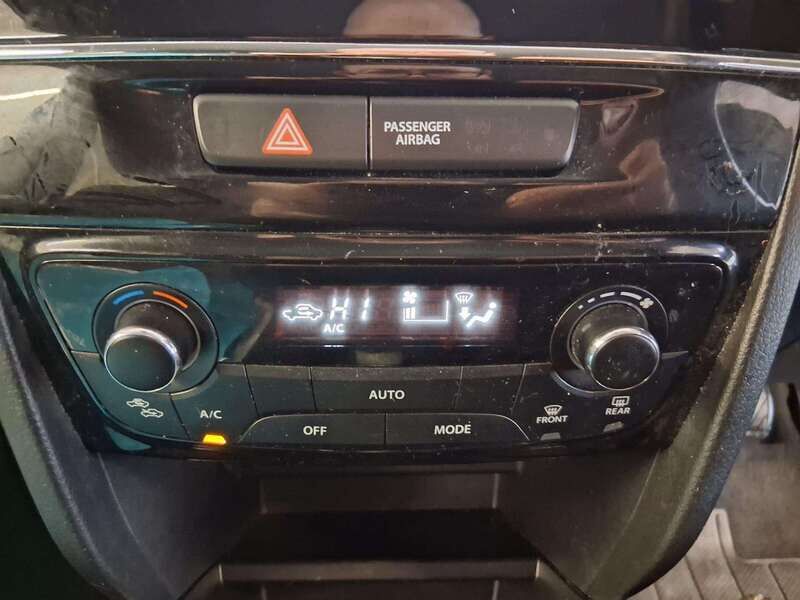 PASSENGER
AIRBAG
HI
A/C
AUTO
A/C
OFF
MODE
FRONT
REAR